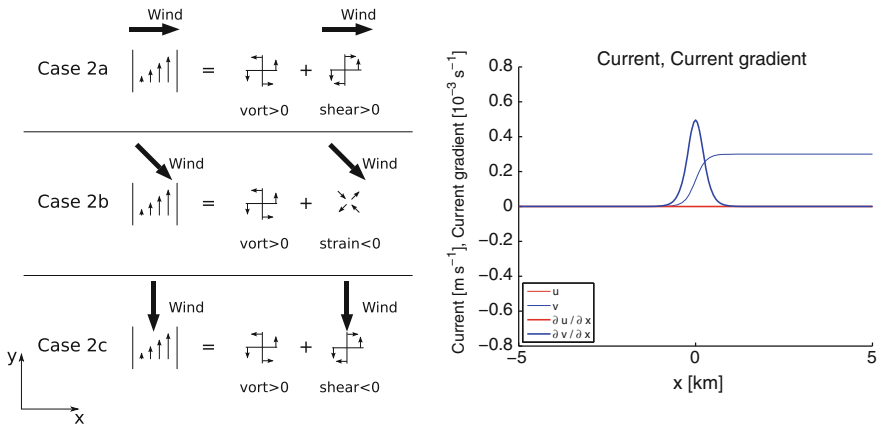 Wind Wind
Case 2a = +
vort>0 shear>0
Wind Wind
Case 2b = +
vort>0 strain<0
Wind Wind
Case 2c = +
vort>0 shear<0
y
x
Current, Current gradient
Current [m s⁻¹], Current gradient [10⁻³ s⁻¹]
0.8
0.6
0.4
0.2
0
−0.2
−0.4
−0.6
−0.8
u
v
∂ u / ∂ x
∂ v / ∂ x
−5 0 5
x [km]